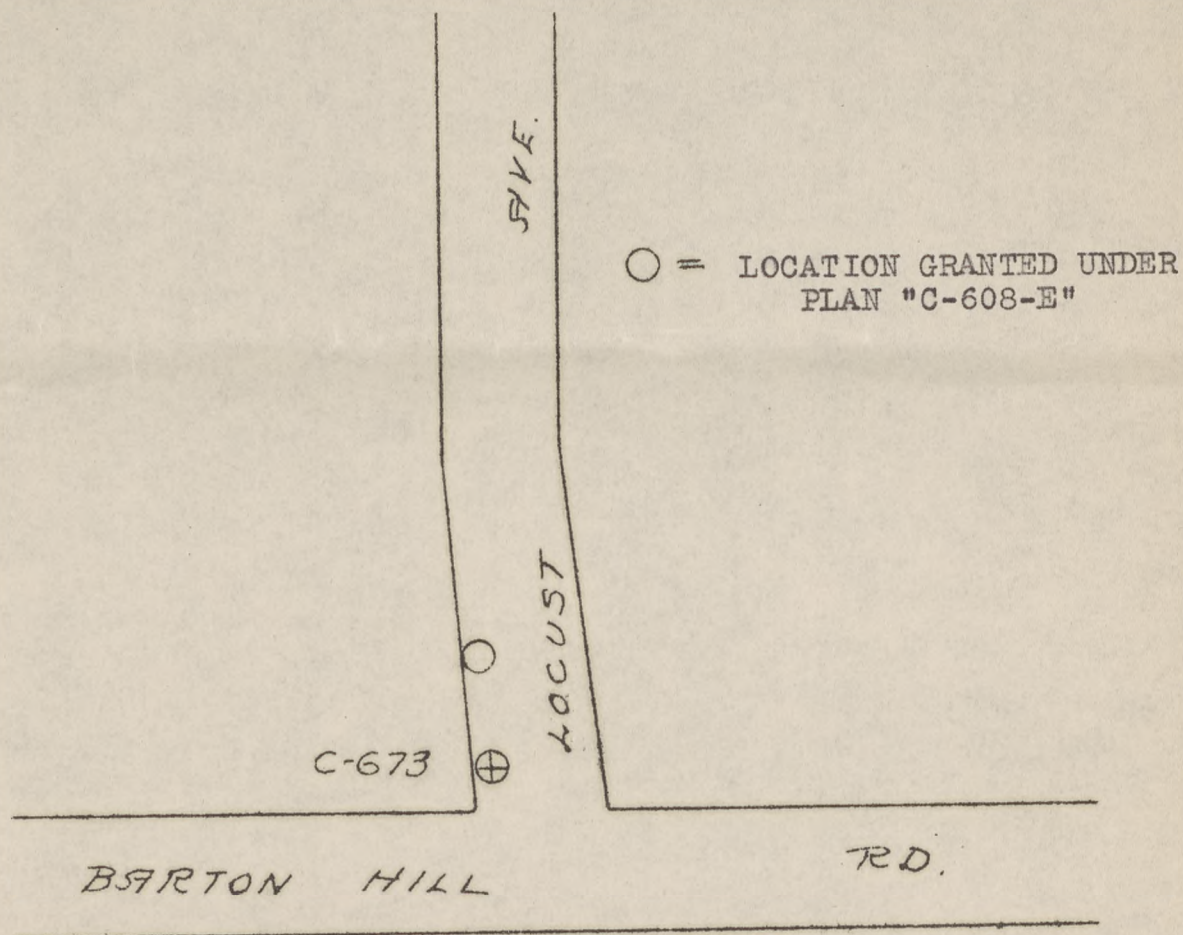 AVE.
○ = LOCATION GRANTED UNDER
PLAN "C-608-E"
LOCUST
C-673
BARTON HILL RD.